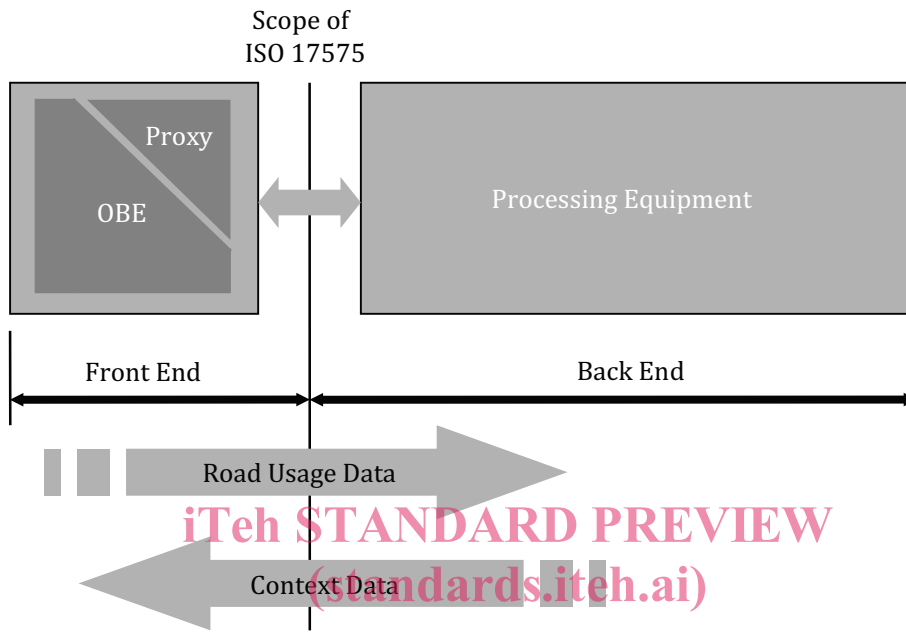 Scope of
ISO 17575
Proxy
OBE
Processing Equipment
Front End
Back End
Road Usage Data
iTeh STANDARD PREVIEW
Context Data
(standards.iteh.ai)